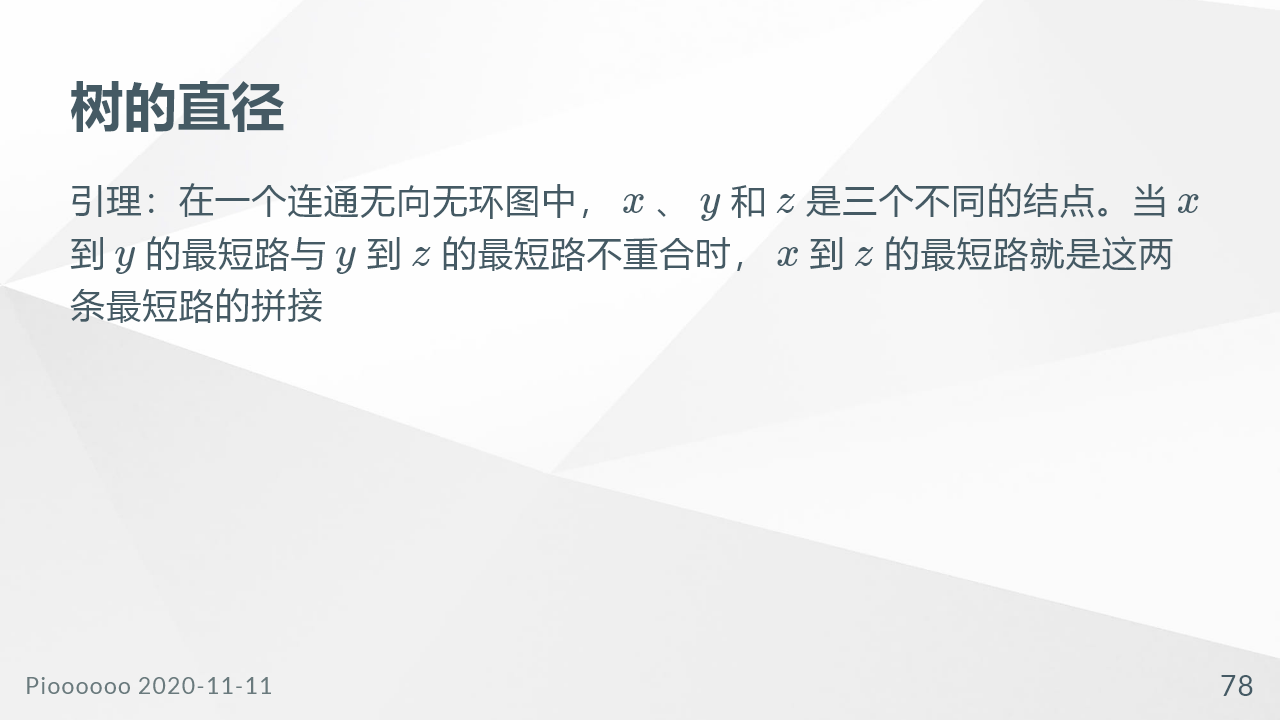 树的直径
引理：在一个连通无向无环图中， x 、 y 和 z 是三个不同的结点。当 x
到 y 的最短路与 y 到 z 的最短路不重合时， x 到 z 的最短路就是这两
条最短路的拼接
Pioooooo 2020-11-11
78